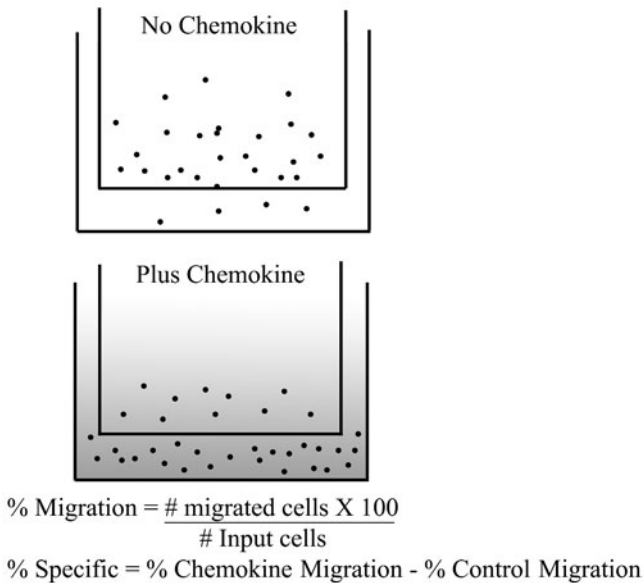 No Chemokine
Plus Chemokine
% Migration = # migrated cells X 100
# Input cells
% Specific = % Chemokine Migration - % Control Migration